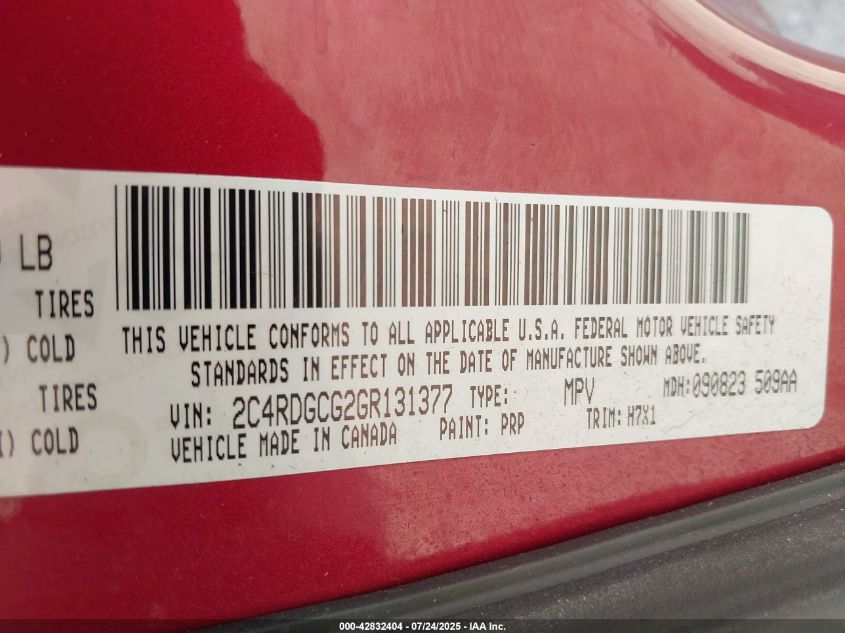 LB
TIRES
) COLD
TIRES
) COLD
THIS VEHICLE CONFORMS TO ALL APPLICABLE U.S.A. FEDERAL MOTOR VEHICLE SAFETY
STANDARDS IN EFFECT ON THE DATE OF MANUFACTURE SHOWN ABOVE.
VIN: 2C4RDGCG2GR131377 TYPE: MPV MDH: 090823 509AA
VEHICLE MADE IN CANADA PAINT: PRP TRIM: H7X1
000-42832404 | 07/24/2025 - IAA Inc.